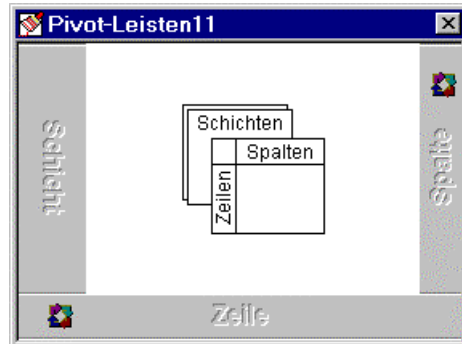 Pivot-Leisten11
Schicht
Schichten
Spalten
Zeilen
Spalte
Zeile